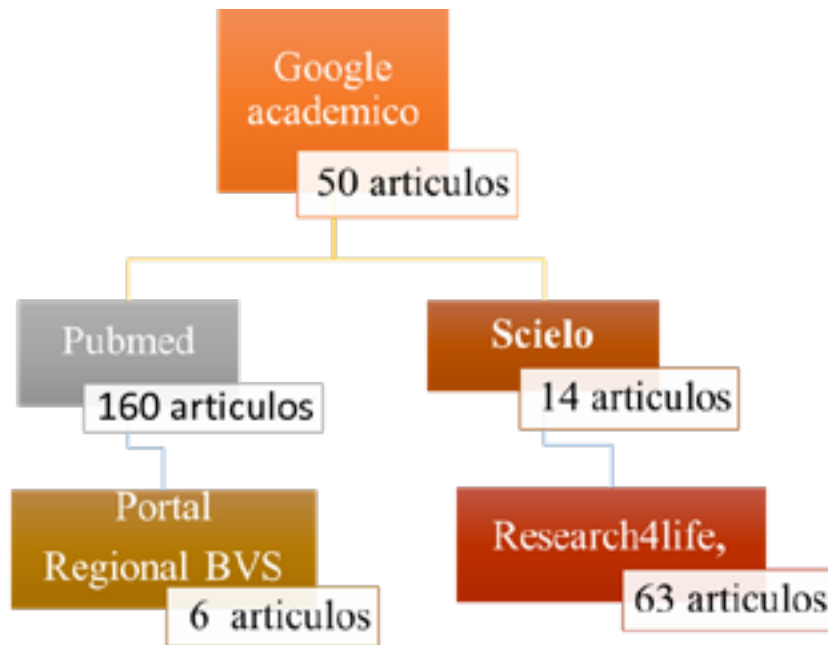 Google
academico
50 articulos
Pubmed
160 articulos
Scielo
14 articulos
Portal
Regional BVS
6 articulos
Research4life,
63 articulos